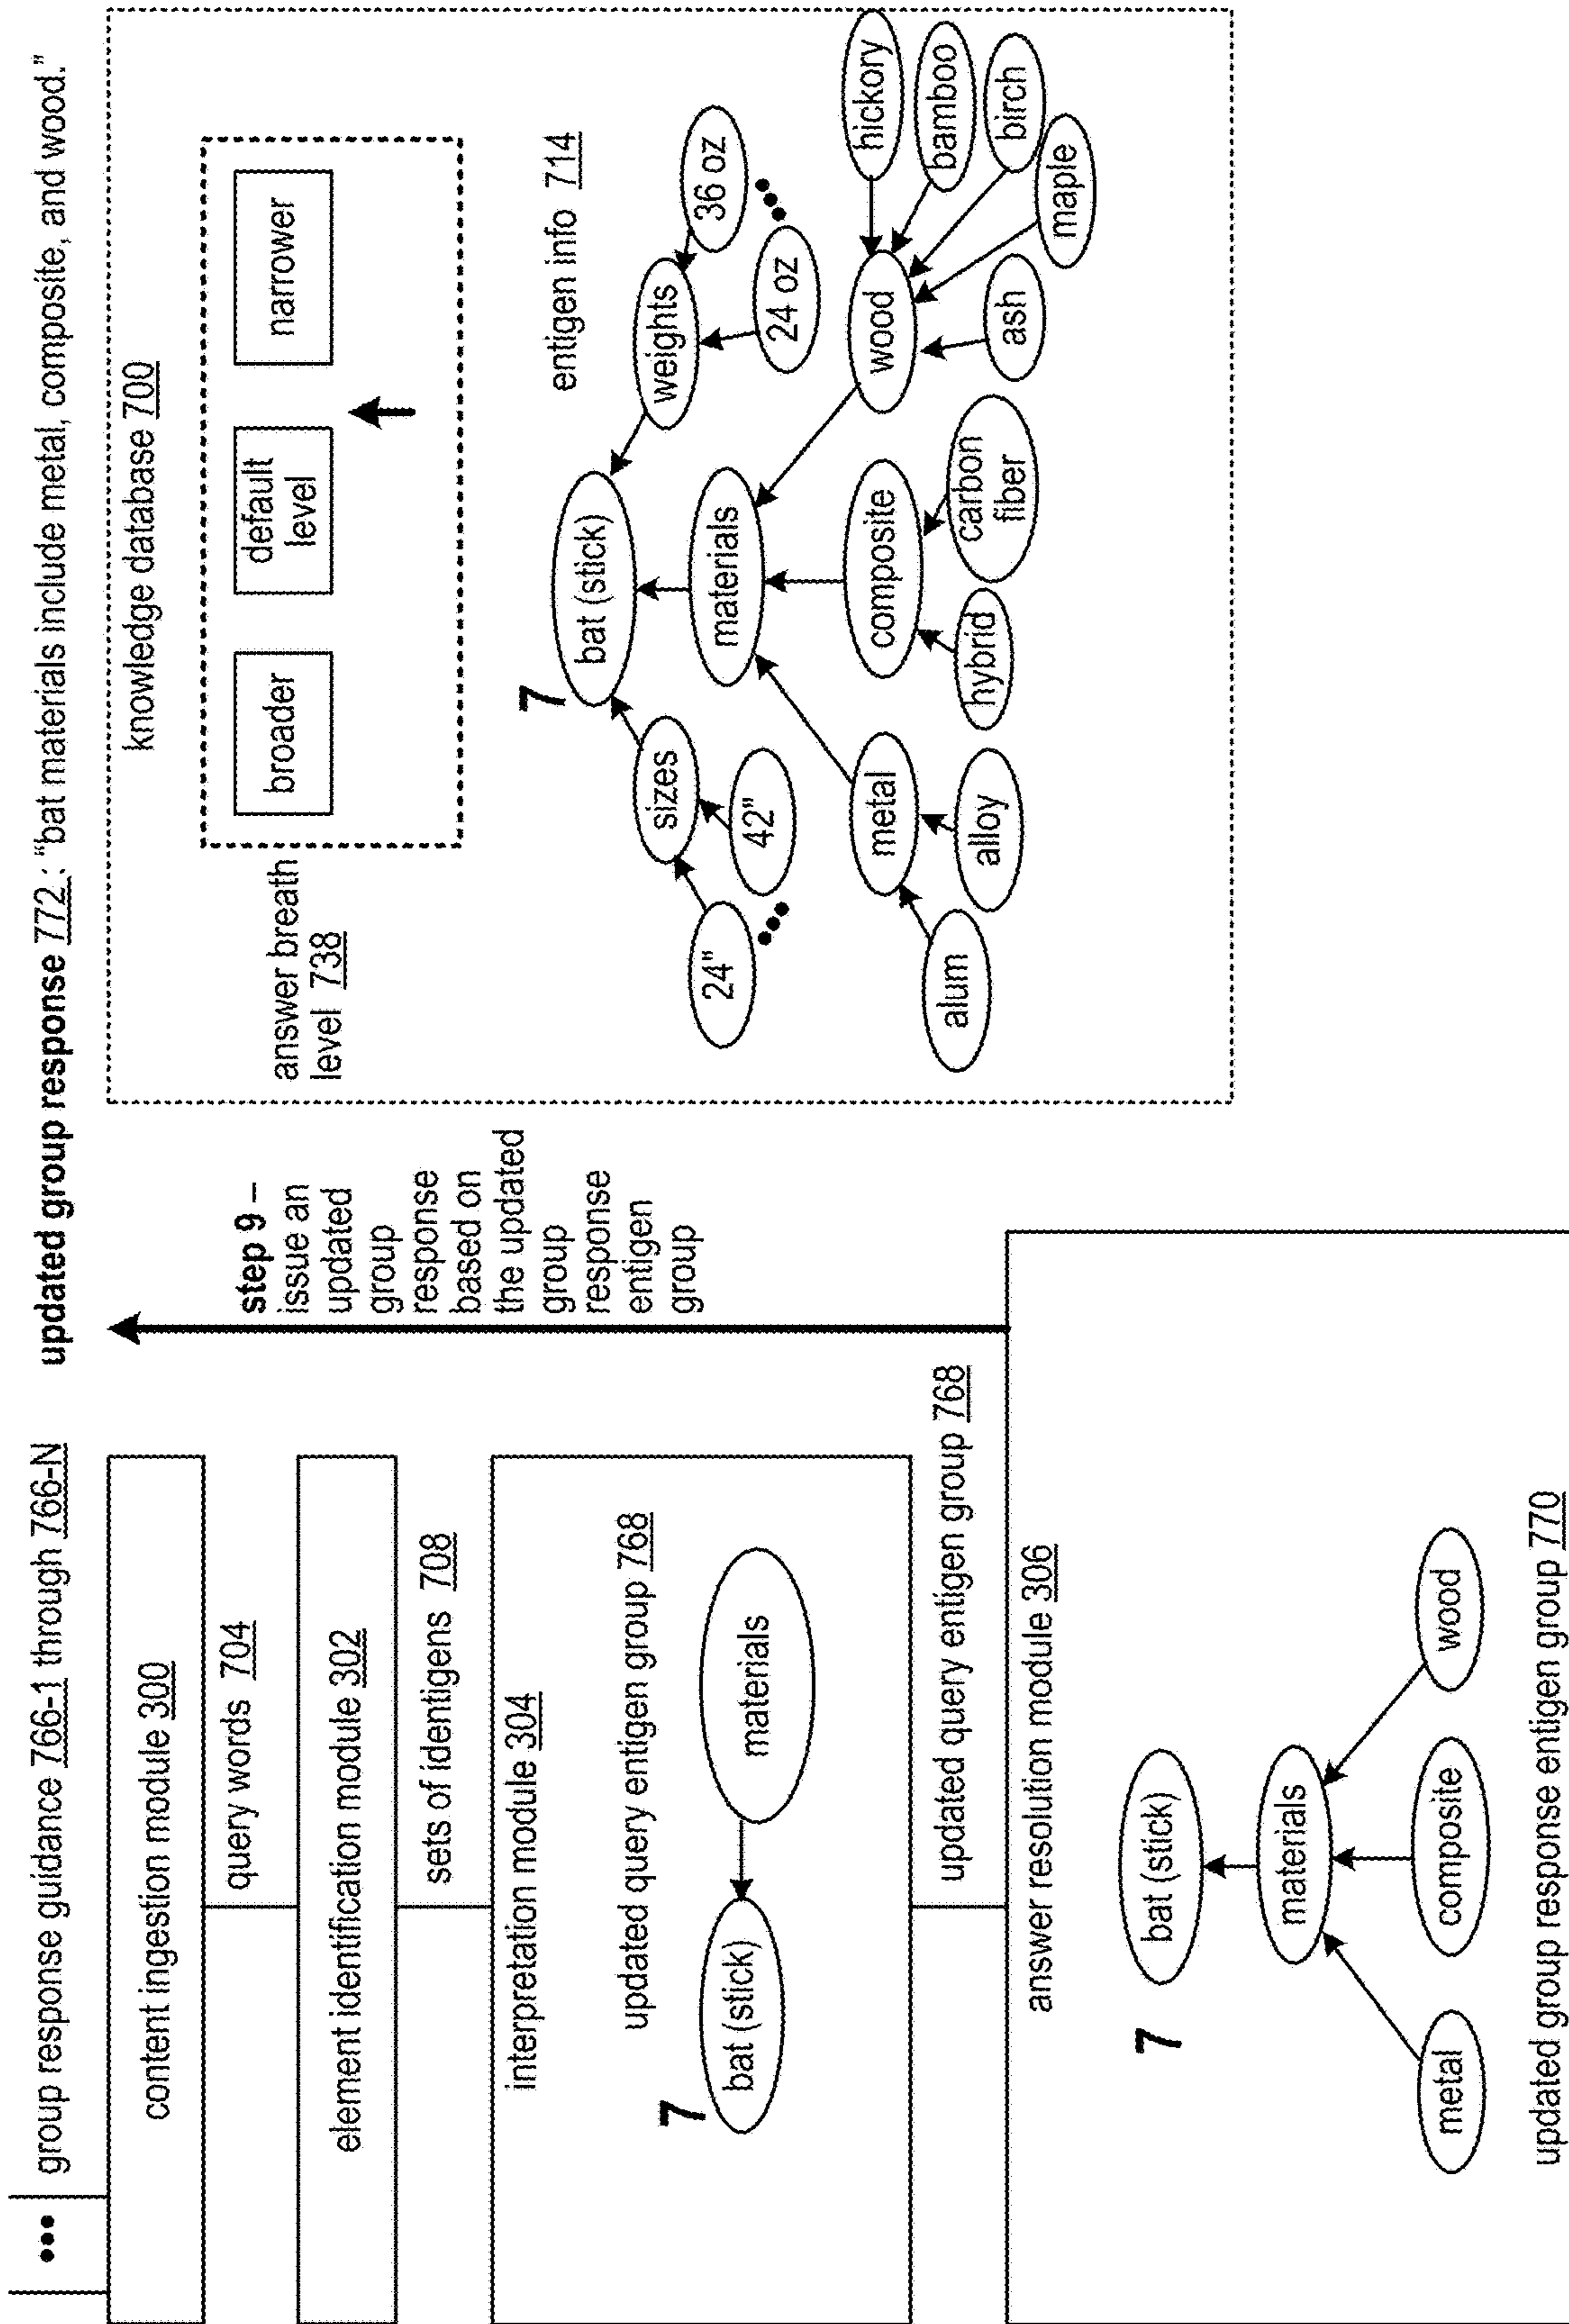 •••
group response guidance 766-1 through 766-N
updated group response 772: "bat materials include metal, composite, and wood."
content ingestion module 300
query words 704
element identification module 302
sets of identigens 708
interpretation module 304
updated query entigen group 768
7
bat (stick)
materials
updated query entigen group 768
answer resolution module 306
7
bat (stick)
materials
metal
composite
wood
updated group response entigen group 770
step 9 –
issue an
updated
group
response
based on
the updated
group
response
entigen
group
knowledge database 700
answer breath
level 738
broader
default
level
narrower
entigen info 714
7
bat (stick)
sizes
24"
•••
42"
weights
24 oz
•••
36 oz
materials
metal
alum
alloy
composite
hybrid
carbon
fiber
wood
ash
maple
birch
bamboo
hickory